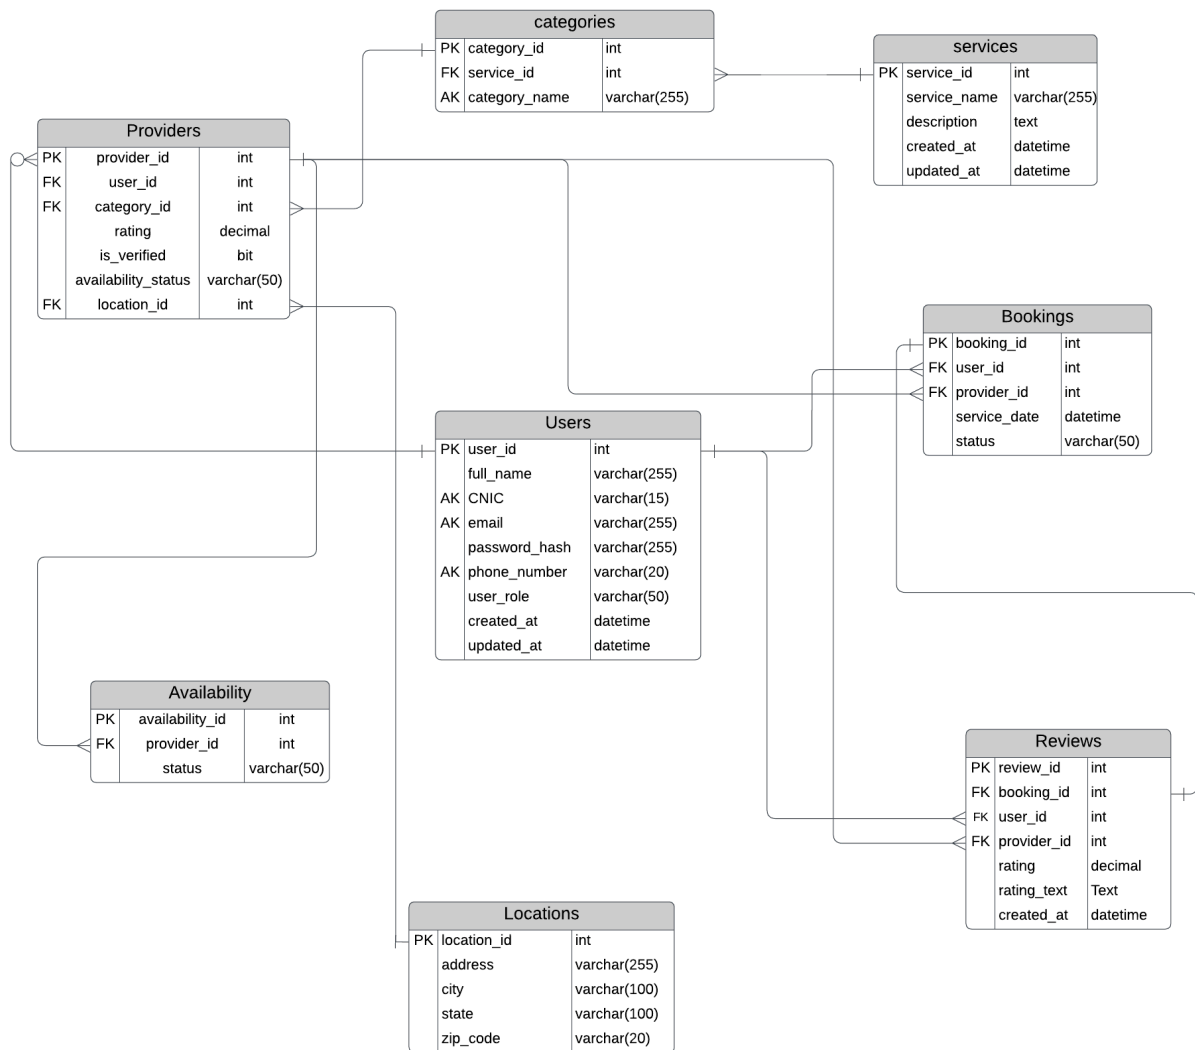 categories
PK category_id int
FK service_id int
AK category_name varchar(255)
services
PK service_id int
service_name varchar(255)
description text
created_at datetime
updated_at datetime
Providers
PK provider_id int
FK user_id int
FK category_id int
rating decimal
is_verified bit
availability_status varchar(50)
FK location_id int
Bookings
PK booking_id int
FK user_id int
FK provider_id int
service_date datetime
status varchar(50)
Users
PK user_id int
full_name varchar(255)
AK CNIC varchar(15)
AK email varchar(255)
password_hash varchar(255)
AK phone_number varchar(20)
user_role varchar(50)
created_at datetime
updated_at datetime
Availability
PK availability_id int
FK provider_id int
status varchar(50)
Reviews
PK review_id int
FK booking_id int
FK user_id int
FK provider_id int
rating decimal
rating_text Text
created_at datetime
Locations
PK location_id int
address varchar(255)
city varchar(100)
state varchar(100)
zip_code varchar(20)